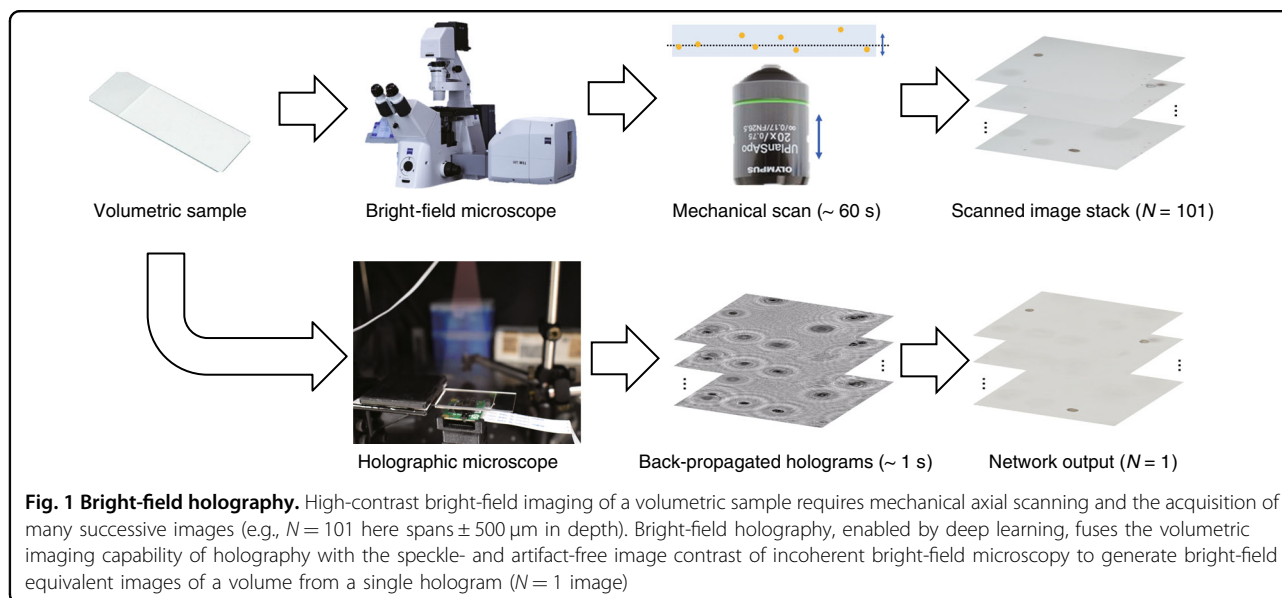 UPlanSApo
20x/0.75
∞/0.17/FN26.5
OLYMPUS
Volumetric sample
Bright-field microscope
Mechanical scan (~ 60 s)
Scanned image stack (N = 101)
Holographic microscope
Back-propagated holograms (~ 1 s)
Network output (N = 1)
Fig. 1 Bright-field holography. High-contrast bright-field imaging of a volumetric sample requires mechanical axial scanning and the acquisition of
many successive images (e.g., N = 101 here spans ± 500 µm in depth). Bright-field holography, enabled by deep learning, fuses the volumetric
imaging capability of holography with the speckle- and artifact-free image contrast of incoherent bright-field microscopy to generate bright-field
equivalent images of a volume from a single hologram (N = 1 image)